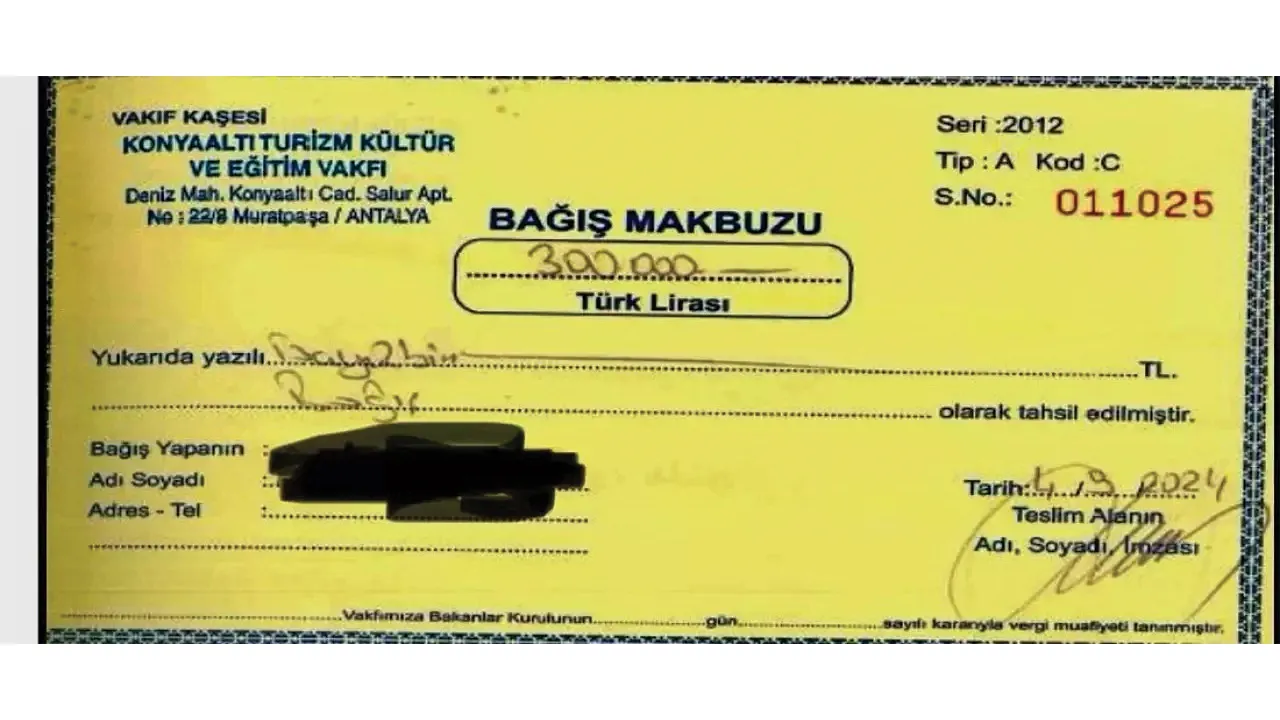 VAKIF KAŞESİ
KONYAALTI TURİZM KÜLTÜR
VE EĞİTİM VAKFI
Deniz Mah. Konyaaltı Cad. Salur Apt.
No : 22/8 Muratpaşa / ANTALYA
Seri :2012
Tip : A Kod :C
S.No.: 011025
BAĞIŞ MAKBUZU
300000
Türk Lirası
Yukarıda yazılı TL.
olarak tahsil edilmiştir.
Bağış Yapanın :
Adı Soyadı :
Adres - Tel :
Tarih: 4/9 2024
Teslim Alanın
Adı, Soyadı, İmzası
Vakfımıza Bakanlar Kurulunun gün sayılı kararıyla vergi muafiyeti tanınmıştır.